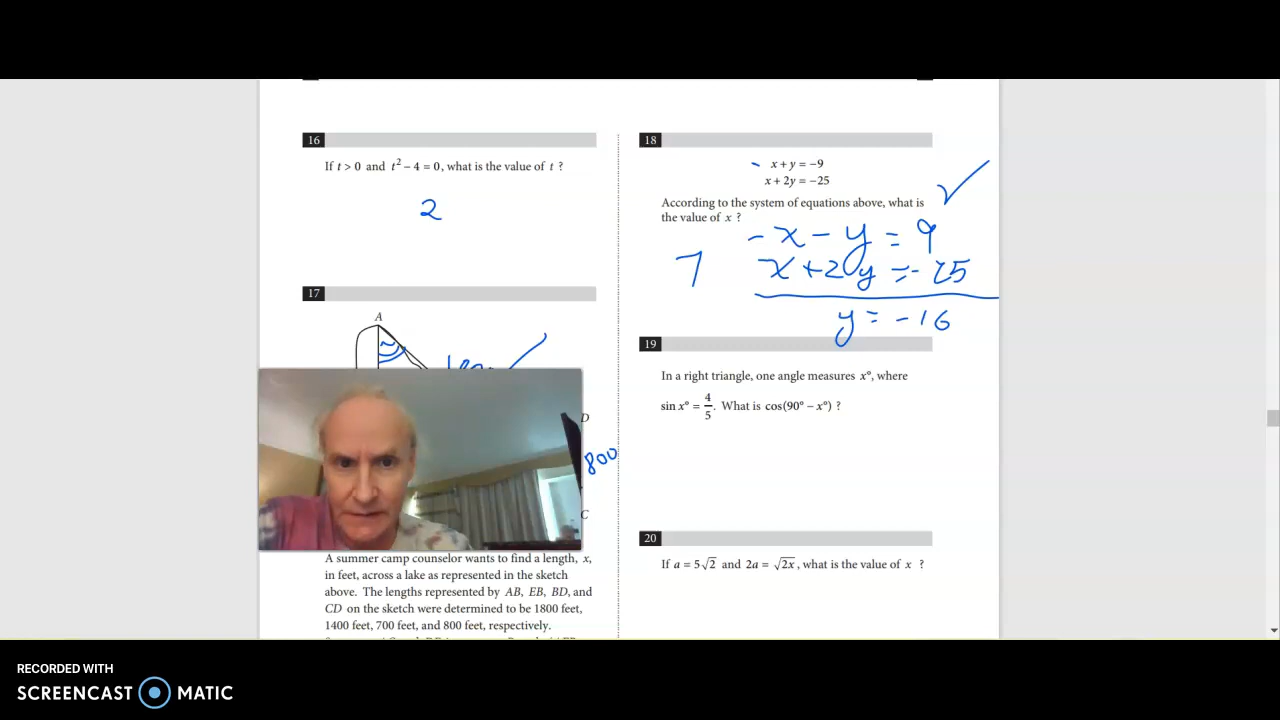 16
If t > 0 and t² − 4 = 0, what is the value of t ?
2
17
A
D
800
C
A summer camp counselor wants to find a length, x,
in feet, across a lake as represented in the sketch
above. The lengths represented by AB, EB, BD, and
CD on the sketch were determined to be 1800 feet,
1400 feet, 700 feet, and 800 feet, respectively.
18
x + y = −9
x + 2y = −25
According to the system of equations above, what is
the value of x ?
-x - y = 9
7 x + 2y = - 25
y = -16
19
In a right triangle, one angle measures x°, where
sin x° = 4/5. What is cos(90° − x°) ?
20
If a = 5√2 and 2a = √2x, what is the value of x ?
RECORDED WITH
SCREENCAST MATIC